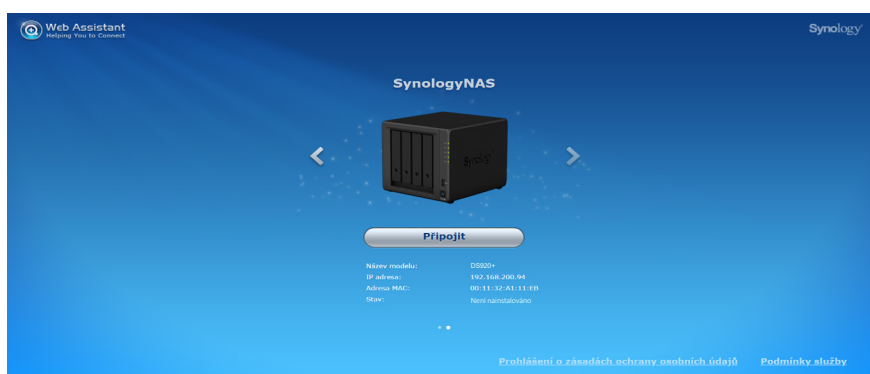 Web Assistant
Helping You to Connect
Synology
SynologyNAS
Synology
Připojit
Název modelu: DS920+
IP adresa: 192.168.200.94
Adresa MAC: 00:11:32:A1:11:EB
Stav: Není nainstalováno
Prohlášení o zásadách ochrany osobních údajů Podmínky služby